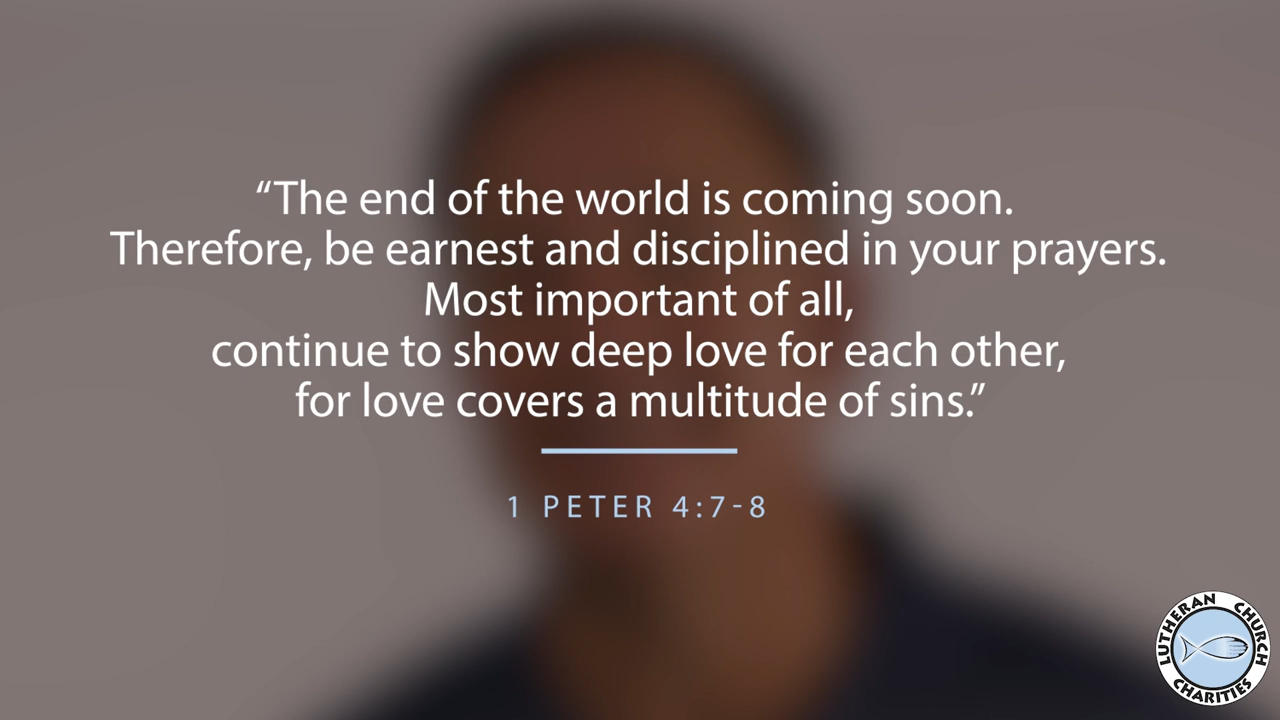 “The end of the world is coming soon.
Therefore, be earnest and disciplined in your prayers.
Most important of all,
continue to show deep love for each other,
for love covers a multitude of sins.”
1 PETER 4:7-8
LUTHERAN CHURCH
CHARITIES